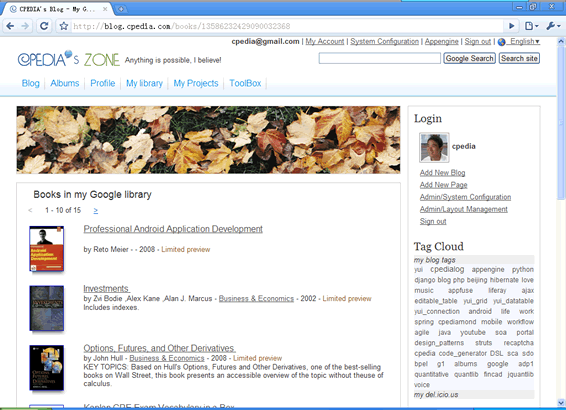 CPEDIA's Blog - My G...
http://blog.cpedia.com/books/13586232429090032368
cpedia@gmail.com | My Account | System Configuration | Appengine | Sign out | English▼
CPEDIA's ZONE Anything is possible, I believe!
Google Search Search site
Blog Albums Profile My library My Projects ToolBox
Login
cpedia
Add New Blog
Add New Page
Admin/System Configuration
Admin/Layout Management
Sign out
Books in my Google library
< 1 - 10 of 15 >
Professional Android Application Development
by Reto Meier - - 2008 - Limited preview
Investments
by Zvi Bodie ,Alex Kane ,Alan J. Marcus - Business & Economics - 2002 - Limited preview
Includes indexes.
Options, Futures, and Other Derivatives
by John Hull - Business & Economics - 2008 - Limited preview
KEY TOPICS: Based on Hull's Options, Futures and Other Derivatives, one of the best-selling
books on Wall Street, this book presents an accessible overview of the topic without theuse of
calculus.
Kaplan GRE Exam Vocabulary in a Box
Tag Cloud
my blog tags
yui cpedialog appengine python
django blog php beijing hibernate love
music appfuse liferay ajax
editable_table yui_grid yui_datatable
yui_connection android life work
spring cpediamond mobile workflow
agile java youtube soa portal
design_patterns struts recaptcha
cpedia code_generator DSL sca sdo
bpel g1 albums google adp1
quantitative quantlib fincad jquantlib
voice
my del.icio.us